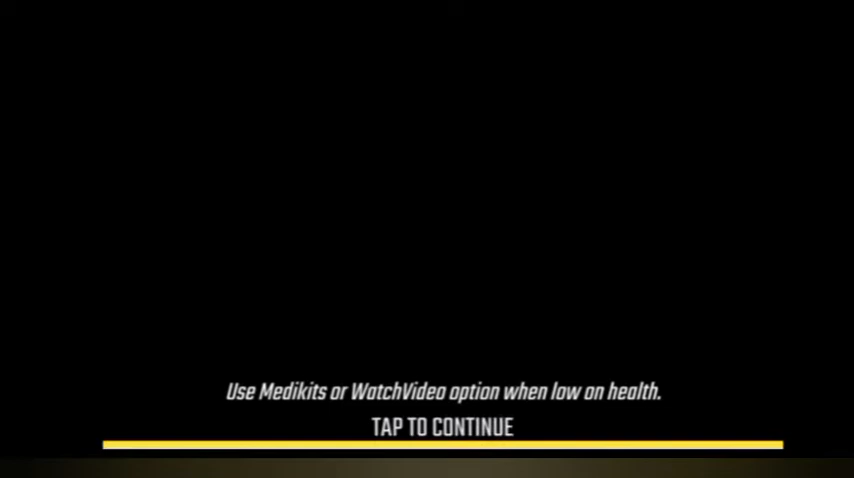 Use Medikits or WatchVideo option when low on health.
TAP TO CONTINUE